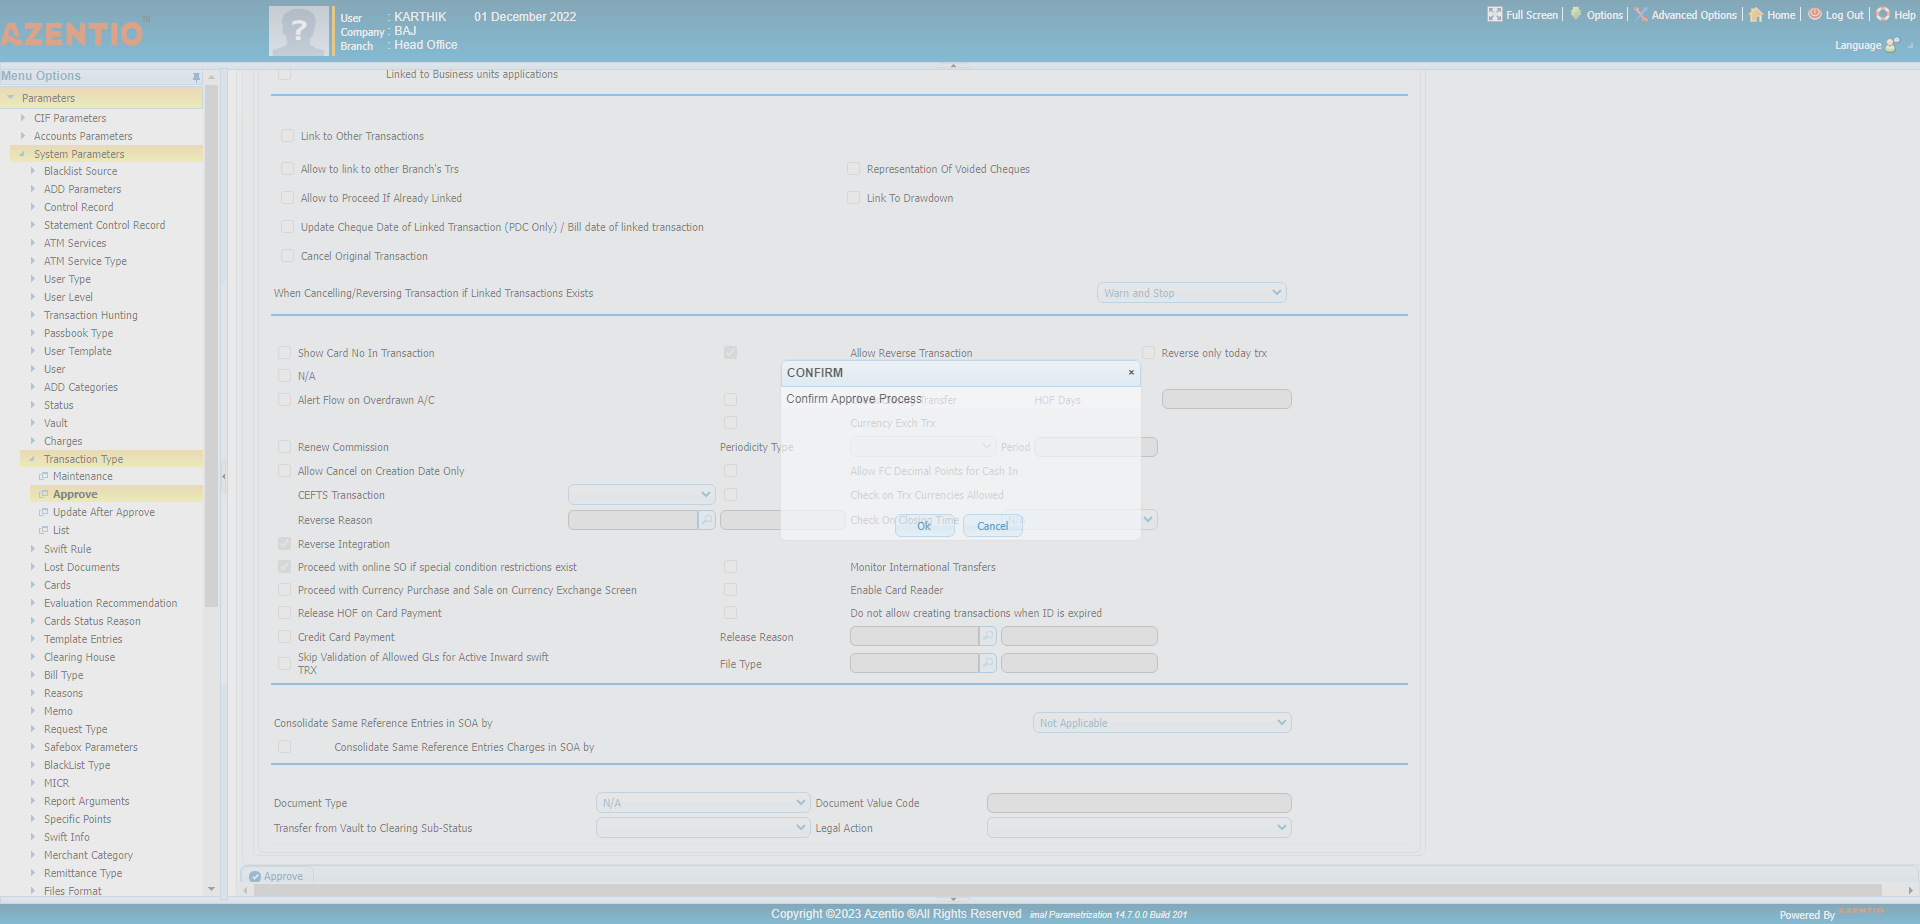 AZENTIO
TM
User : KARTHIK 01 December 2022
Company : BAJ
Branch : Head Office
Full Screen Options Advanced Options Home Log Out Help
Language
Menu Options
Parameters
CIF Parameters
Accounts Parameters
System Parameters
Blacklist Source
ADD Parameters
Control Record
Statement Control Record
ATM Services
ATM Service Type
User Type
User Level
Transaction Hunting
Passbook Type
User Template
User
ADD Categories
Status
Vault
Charges
Transaction Type
Maintenance
Approve
Update After Approve
List
Swift Rule
Lost Documents
Cards
Evaluation Recommendation
Cards Status Reason
Template Entries
Clearing House
Bill Type
Reasons
Memo
Request Type
Safebox Parameters
BlackList Type
MICR
Report Arguments
Specific Points
Swift Info
Merchant Category
Remittance Type
Files Format
Linked to Business units applications
Link to Other Transactions
Allow to link to other Branch's Trs Representation Of Voided Cheques
Allow to Proceed If Already Linked Link To Drawdown
Update Cheque Date of Linked Transaction (PDC Only) / Bill date of linked transaction
Cancel Original Transaction
When Cancelling/Reversing Transaction if Linked Transactions Exists Warn and Stop
Show Card No In Transaction Allow Reverse Transaction Reverse only today trx
N/A
Alert Flow on Overdrawn A/C Transfer HOF Days
Currency Exch Trx
Renew Commission Periodicity Type Period
Allow Cancel on Creation Date Only Allow FC Decimal Points for Cash In
CEFTS Transaction Check on Trx Currencies Allowed
Reverse Reason Check On Closing Time
Reverse Integration
Proceed with online SO if special condition restrictions exist Monitor International Transfers
Proceed with Currency Purchase and Sale on Currency Exchange Screen Enable Card Reader
Release HOF on Card Payment Do not allow creating transactions when ID is expired
Credit Card Payment Release Reason
Skip Validation of Allowed GLs for Active Inward swift
TRX File Type
Consolidate Same Reference Entries in SOA by Not Applicable
Consolidate Same Reference Entries Charges in SOA by
Document Type N/A Document Value Code
Transfer from Vault to Clearing Sub-Status Legal Action
CONFIRM
Confirm Approve Process
Ok Cancel
Approve
Copyright ©2023 Azentio ®All Rights Reserved imal Parametrization 14.7.0.0 Build 201
Powered By AZENTIO